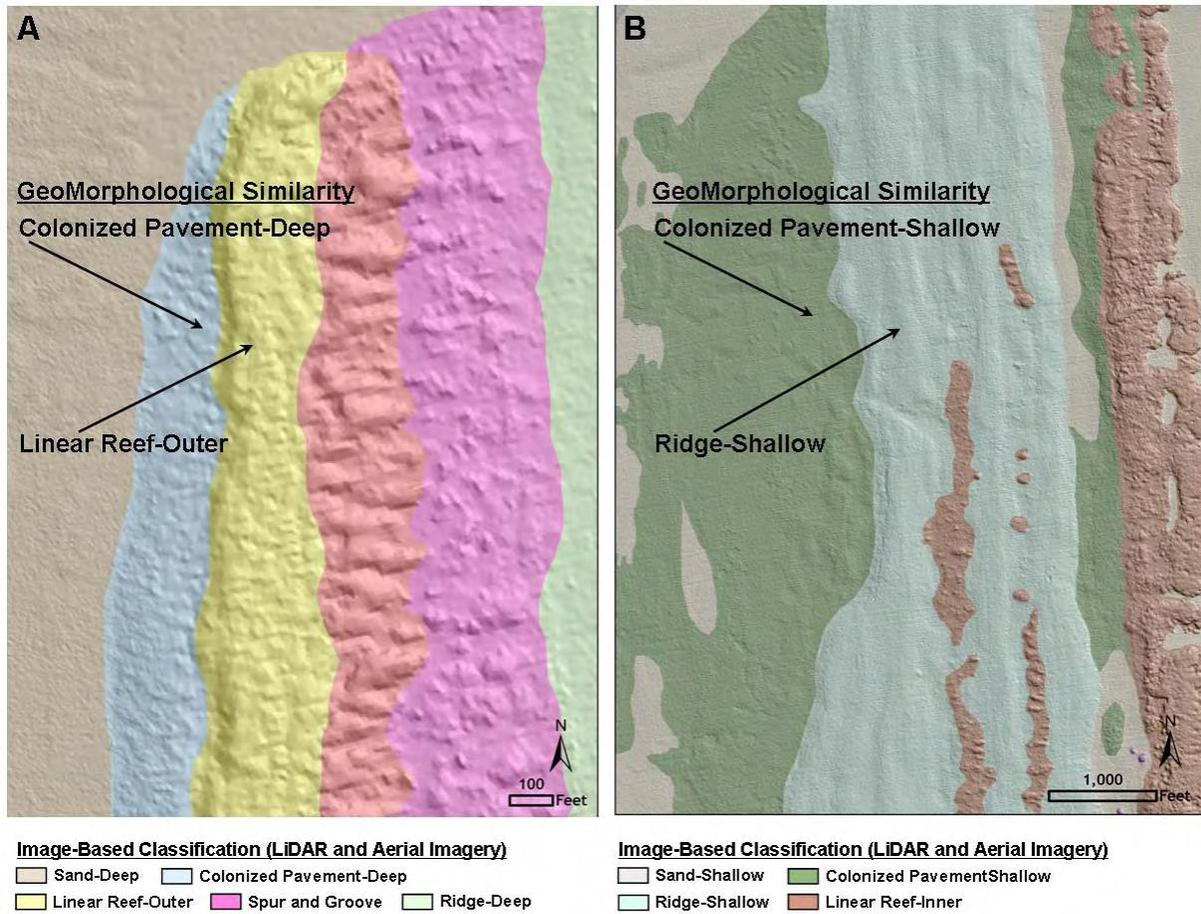 A
GeoMorphological Similarity
Colonized Pavement-Deep
Linear Reef-Outer
N
100
Feet
Image-Based Classification (LiDAR and Aerial Imagery)
Sand-Deep Colonized Pavement-Deep
Linear Reef-Outer Spur and Groove Ridge-Deep
B
GeoMorphological Similarity
Colonized Pavement-Shallow
Ridge-Shallow
N
1,000
Feet
Image-Based Classification (LiDAR and Aerial Imagery)
Sand-Shallow Colonized PavementShallow
Ridge-Shallow Linear Reef-Inner